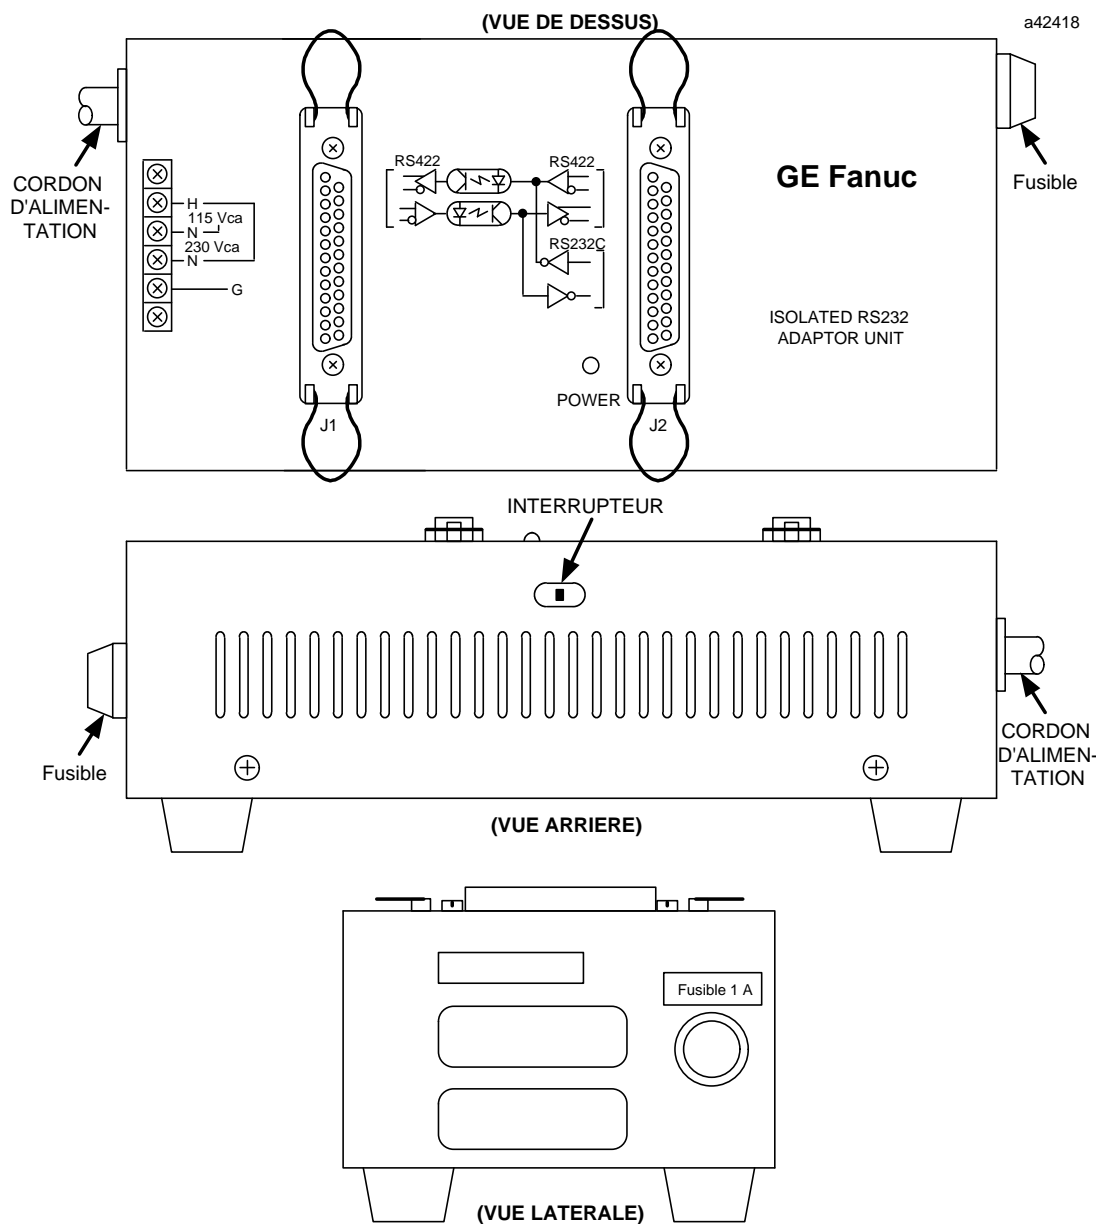 (VUE DE DESSUS)
a42418
CORDON
D'ALIMEN-
TATION
H
115 Vca
N
230 Vca
N
G
RS422
RS422
RS232C
GE Fanuc
Fusible
ISOLATED RS232
ADAPTOR UNIT
POWER
J1
J2
INTERRUPTEUR
Fusible
CORDON
D'ALIMEN-
TATION
(VUE ARRIERE)
Fusible 1 A
(VUE LATERALE)